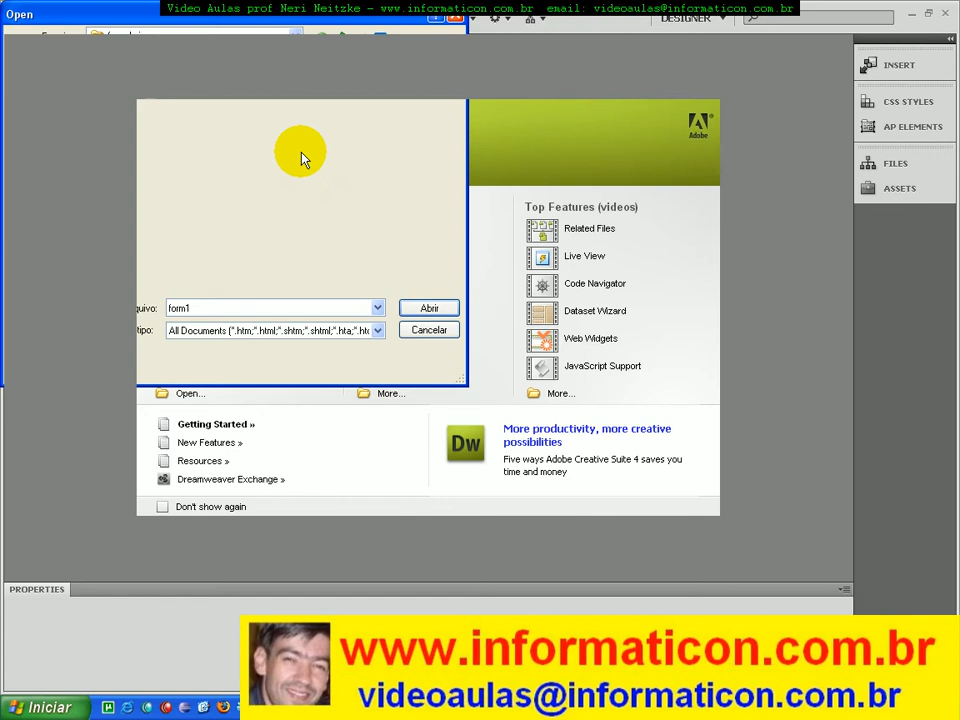 Video Aulas prof Neri Neitzke - www.informaticon.com.br email: videoaulas@informaticon.com.br
Open
DESIGNER
INSERT
CSS STYLES
AP ELEMENTS
FILES
ASSETS
Adobe
Top Features (videos)
Related Files
Live View
Code Navigator
Dataset Wizard
Web Widgets
JavaScript Support
More...
form1
Abrir
tipo:
All Documents (*.htm;*.html;*.shtm;*.shtml;*.hta;*.htc
Cancelar
Open...
More...
Getting Started »
New Features »
Resources »
Dreamweaver Exchange »
Dw
More productivity, more creative
possibilities
Five ways Adobe Creative Suite 4 saves you
time and money
Don't show again
PROPERTIES
www.informaticon.com.br
videoaulas@informaticon.com.br
Iniciar